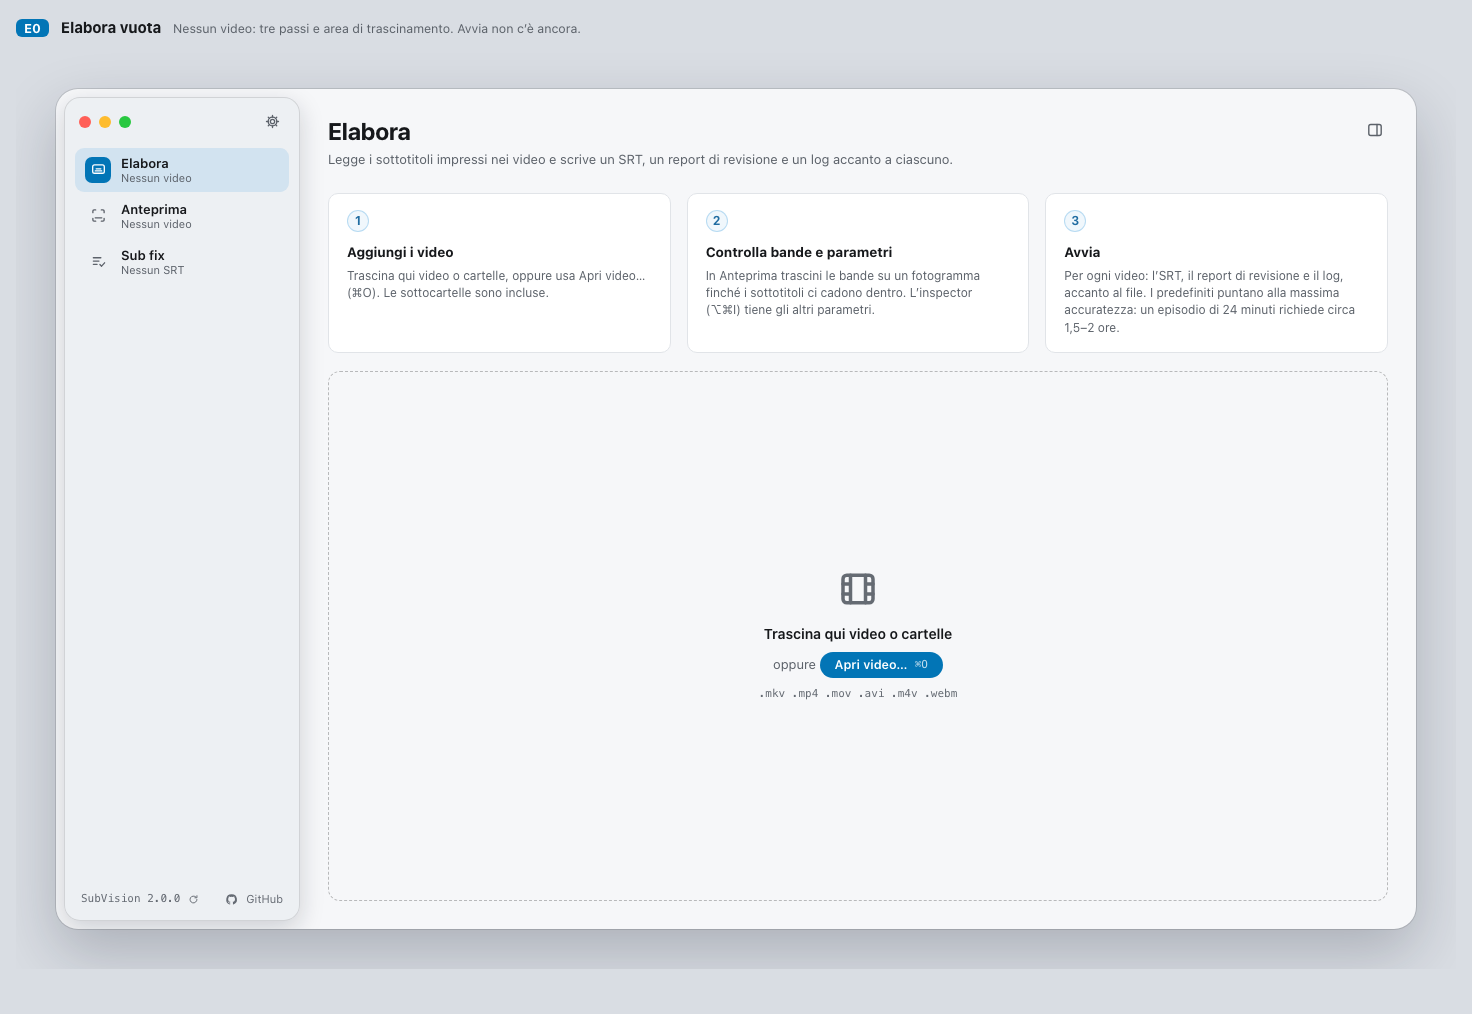 E0 Elabora vuota Nessun video: tre passi e area di trascinamento. Avvia non c'è ancora.
Elabora
Nessun video
Anteprima
Nessun video
Sub fix
Nessun SRT
SubVision 2.0.0 GitHub
Elabora
Legge i sottotitoli impressi nei video e scrive un SRT, un report di revisione e un log accanto a ciascuno.
1
Aggiungi i video
Trascina qui video o cartelle, oppure usa Apri video...
(⌘O). Le sottocartelle sono incluse.
2
Controlla bande e parametri
In Anteprima trascini le bande su un fotogramma
finché i sottotitoli ci cadono dentro. L'inspector
(⌥⌘I) tiene gli altri parametri.
3
Avvia
Per ogni video: l'SRT, il report di revisione e il log,
accanto al file. I predefiniti puntano alla massima
accuratezza: un episodio di 24 minuti richiede circa
1,5–2 ore.
Trascina qui video o cartelle
oppure Apri video... ⌘O
.mkv .mp4 .mov .avi .m4v .webm